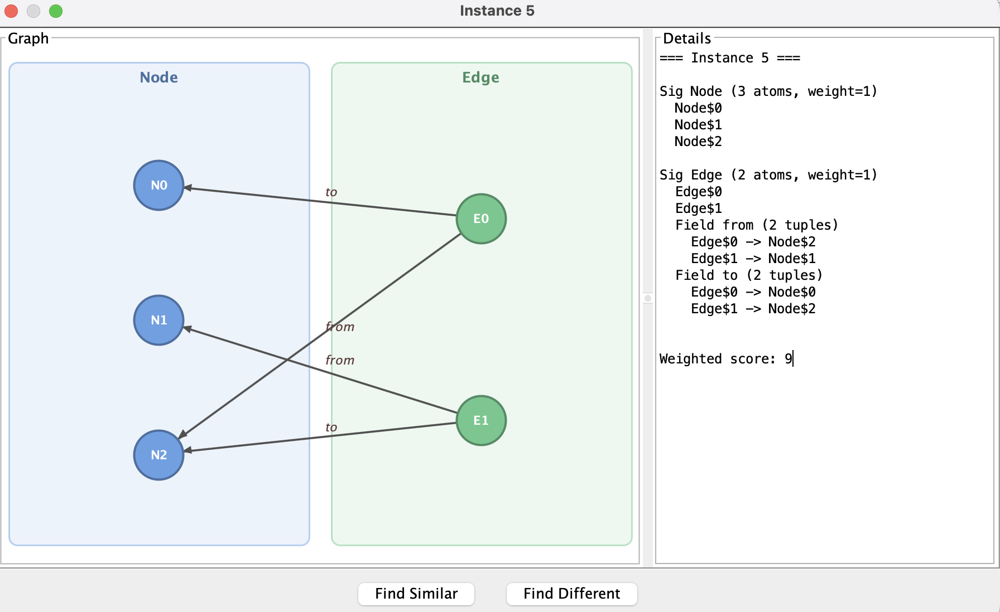 Instance 5
Graph
Node
Edge
N0
to
E0
N1
from
from
E1
to
N2
Details
=== Instance 5 ===
Sig Node (3 atoms, weight=1)
Node$0
Node$1
Node$2
Sig Edge (2 atoms, weight=1)
Edge$0
Edge$1
Field from (2 tuples)
Edge$0 -> Node$2
Edge$1 -> Node$1
Field to (2 tuples)
Edge$0 -> Node$0
Edge$1 -> Node$2
Weighted score: 9
Find Similar
Find Different